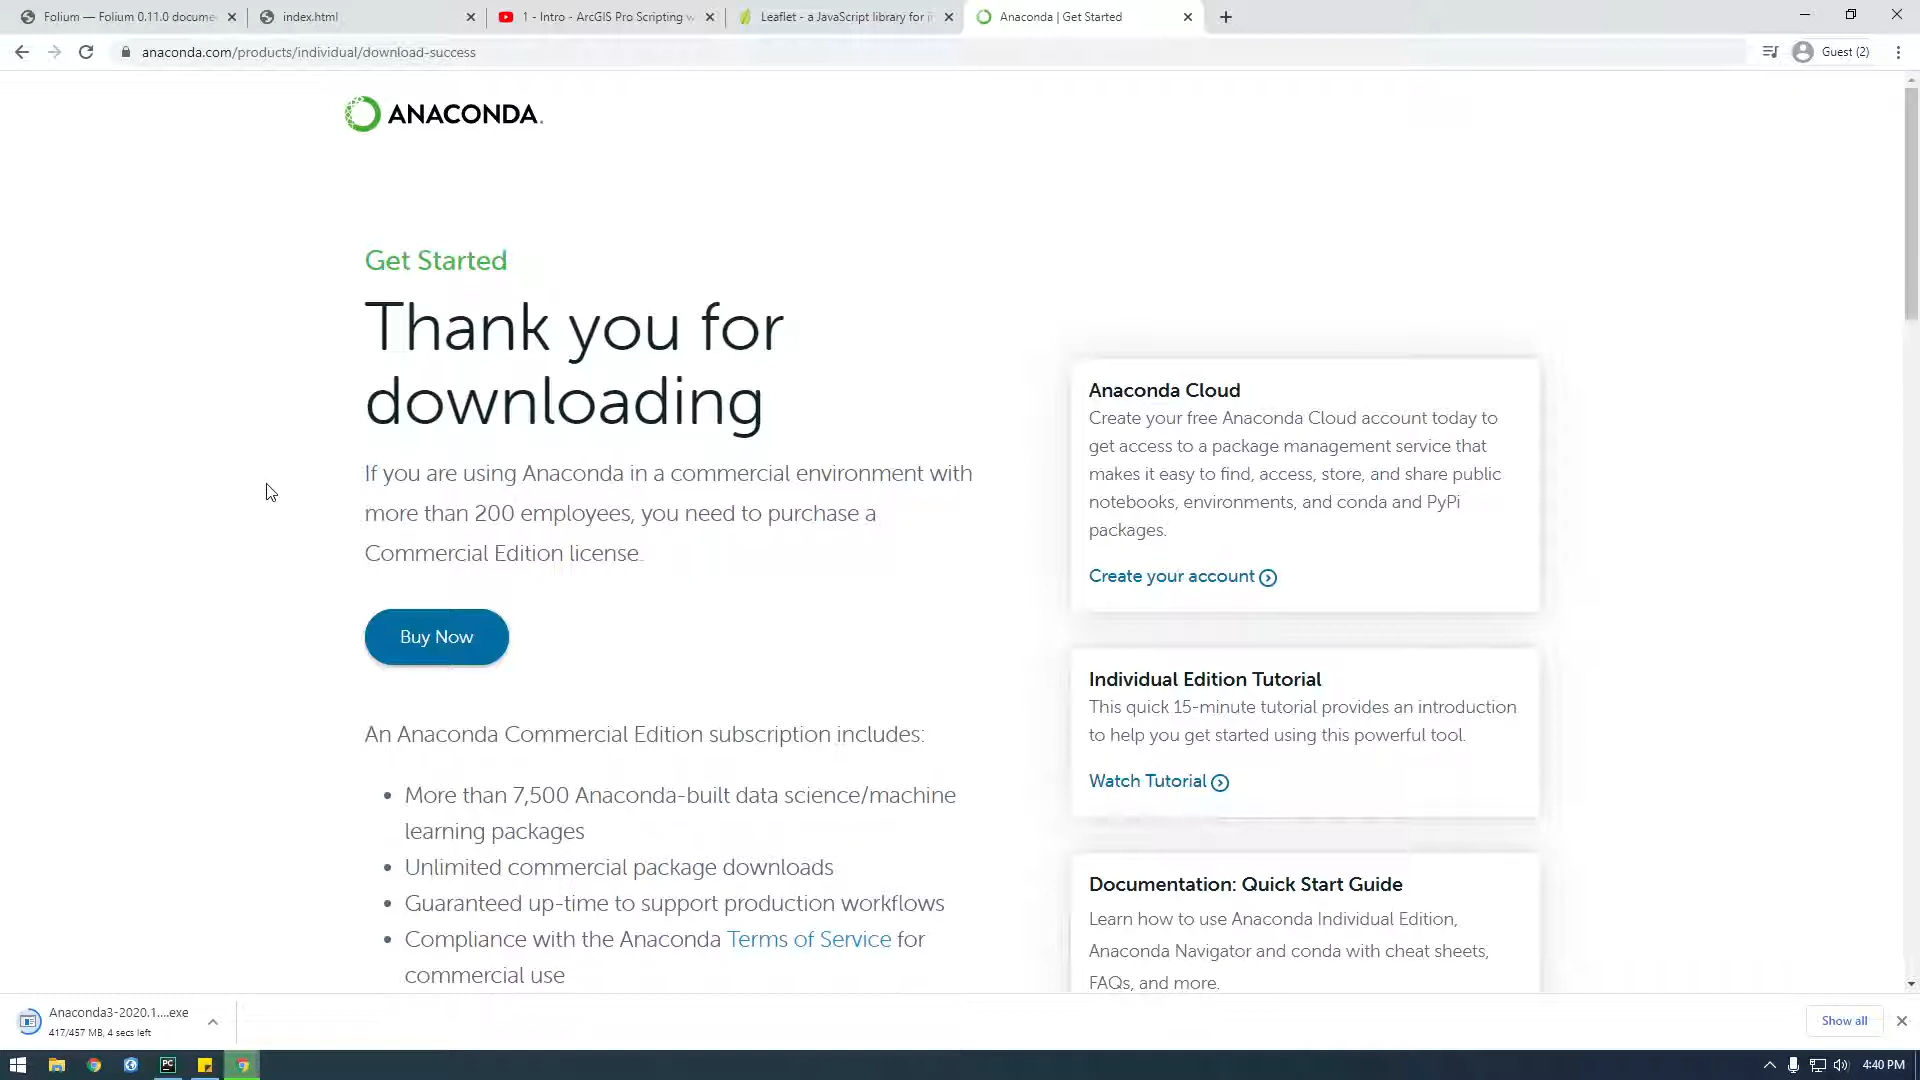 Folium — Folium 0.11.0 docume
index.html
1 - Intro - ArcGIS Pro Scripting w
Leaflet - a JavaScript library for i
Anaconda | Get Started
anaconda.com/products/individual/download-success
Guest (2)
ANACONDA.
Get Started
Thank you for
downloading
If you are using Anaconda in a commercial environment with
more than 200 employees, you need to purchase a
Commercial Edition license.
Buy Now
An Anaconda Commercial Edition subscription includes:
• More than 7,500 Anaconda-built data science/machine
learning packages
• Unlimited commercial package downloads
• Guaranteed up-time to support production workflows
• Compliance with the Anaconda Terms of Service for
commercial use
Anaconda Cloud
Create your free Anaconda Cloud account today to
get access to a package management service that
makes it easy to find, access, store, and share public
notebooks, environments, and conda and PyPi
packages.
Create your account
Individual Edition Tutorial
This quick 15-minute tutorial provides an introduction
to help you get started using this powerful tool.
Watch Tutorial
Documentation: Quick Start Guide
Learn how to use Anaconda Individual Edition,
Anaconda Navigator and conda with cheat sheets,
FAQs, and more.
Anaconda3-2020.1....exe
417/457 MB, 4 secs left
Show all
PC
4:40 PM